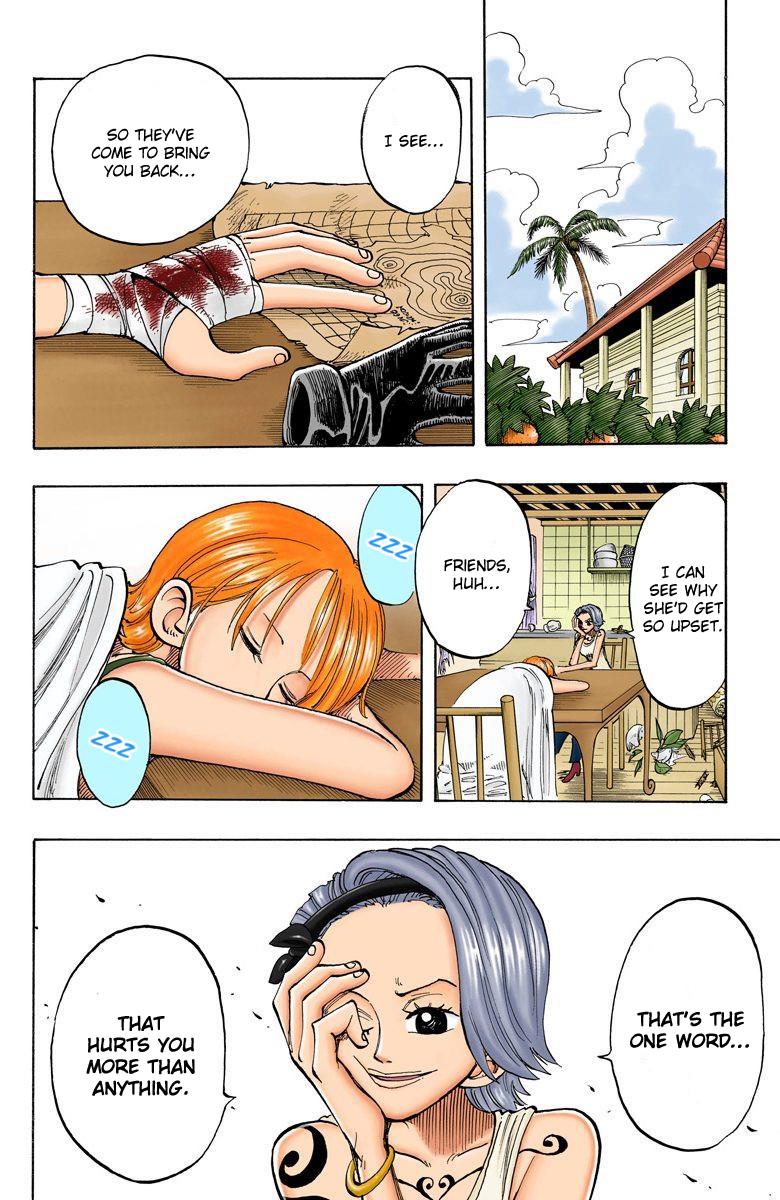 I SEE...
SO THEY'VE
COME TO BRING
YOU BACK...
I CAN
SEE WHY
SHE'D GET
SO UPSET.
FRIENDS,
HUH...
ZZZ
ZZZ
THAT'S THE
ONE WORD...
THAT
HURTS YOU
MORE THAN
ANYTHING.